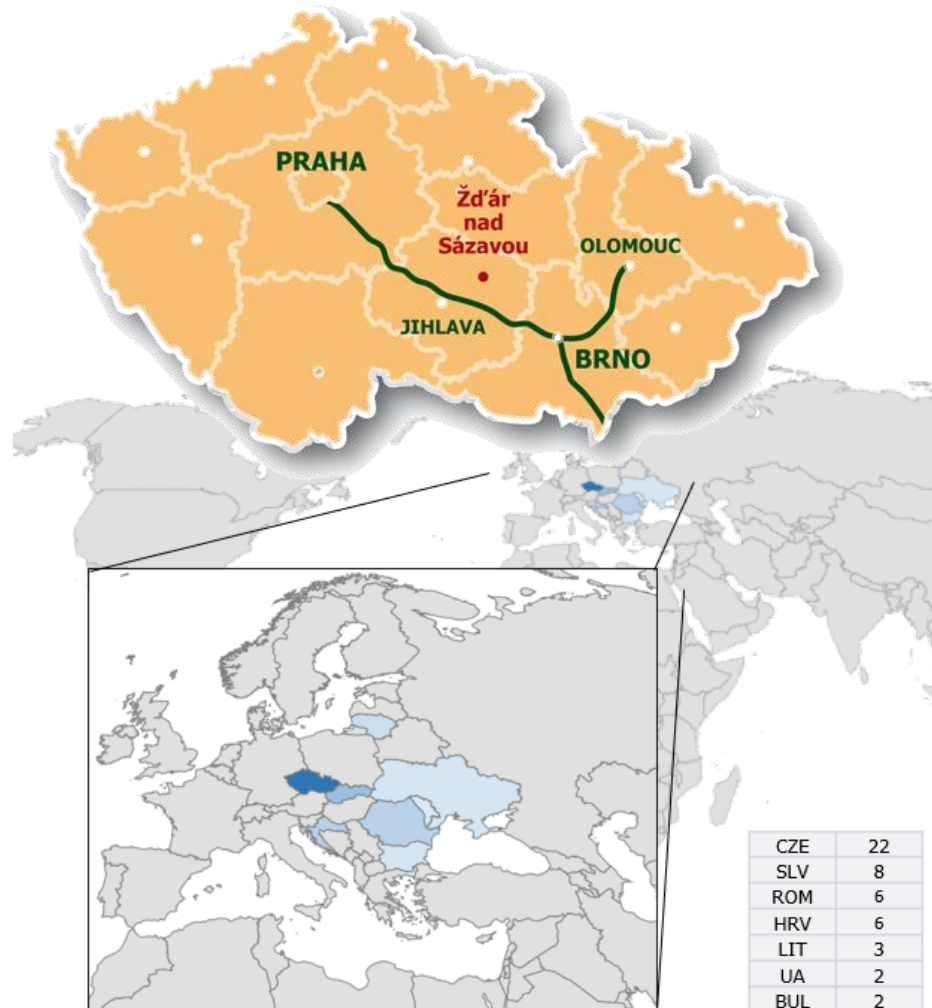 PRAHA
Žďár
nad
Sázavou
OLOMOUC
JIHLAVA
BRNO
CZE 22
SLV 8
ROM 6
HRV 6
LIT 3
UA 2
BUL 2